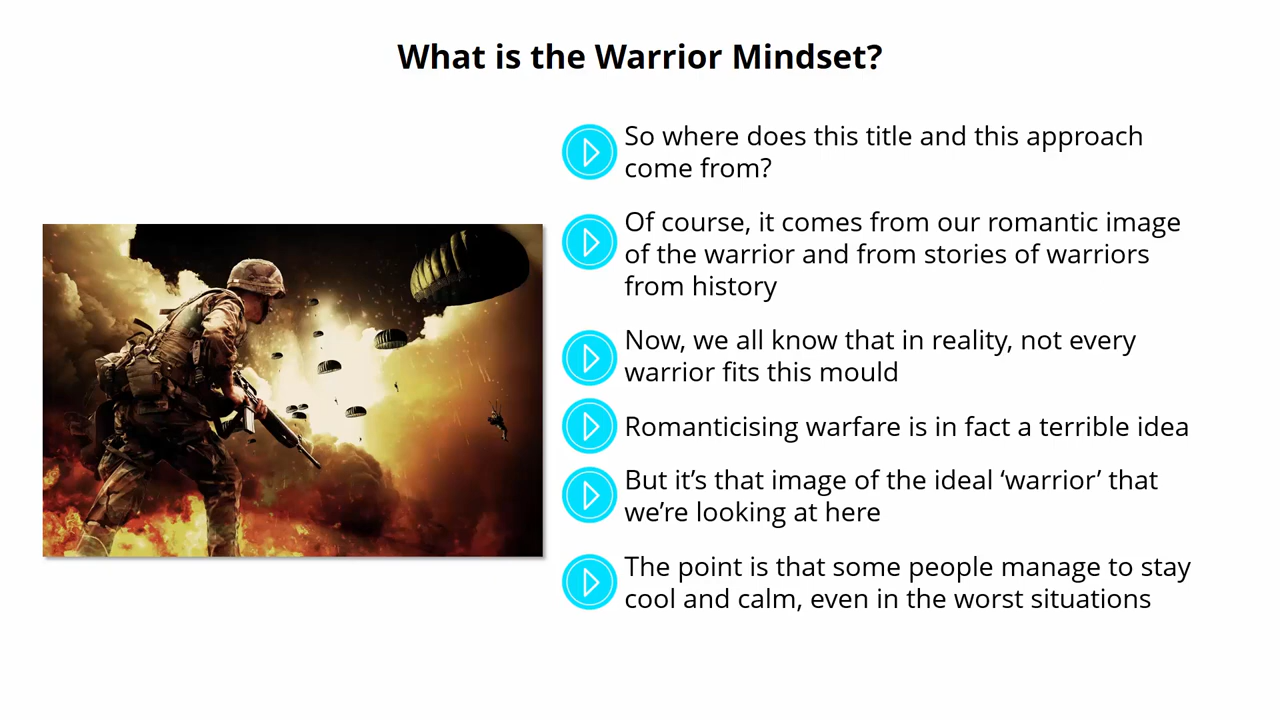 What is the Warrior Mindset?
So where does this title and this approach
come from?
Of course, it comes from our romantic image
of the warrior and from stories of warriors
from history
Now, we all know that in reality, not every
warrior fits this mould
Romanticising warfare is in fact a terrible idea
But it’s that image of the ideal ‘warrior’ that
we’re looking at here
The point is that some people manage to stay
cool and calm, even in the worst situations